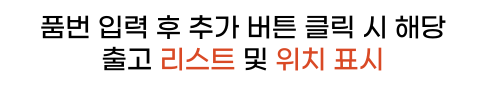 품번 입력 후 추가 버튼 클릭 시 해당
출고 리스트 및 위치 표시